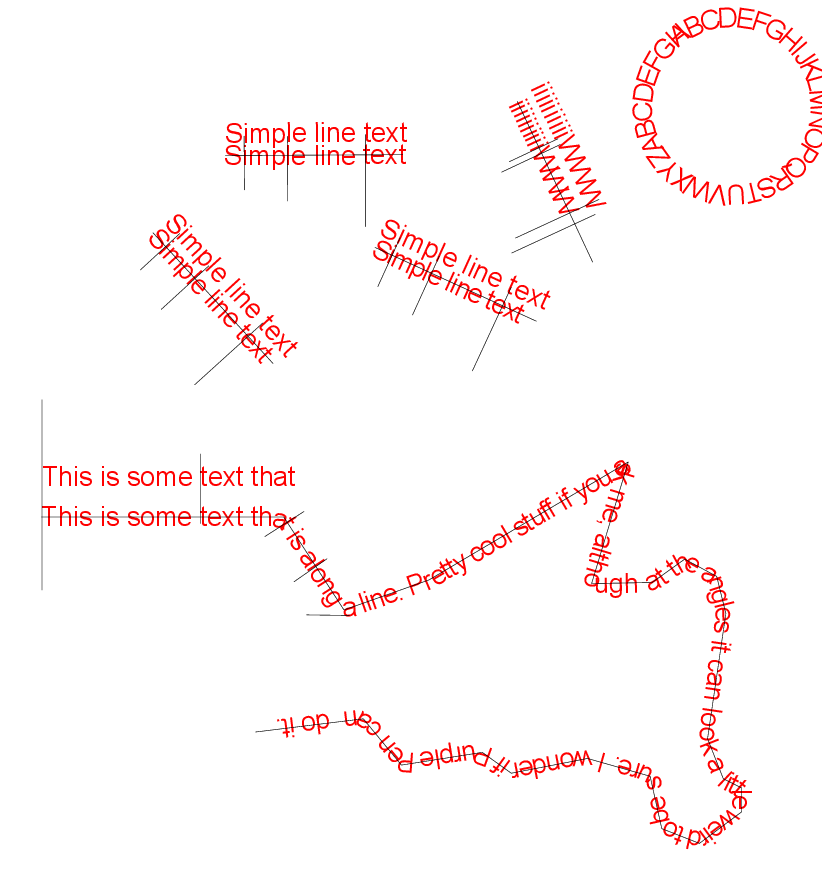 ABCDEFGHIJKLMNOPQRSTUVWXYZABCDEFGHI
Simple line text
Simple line text
Simple line text
Simple line text
Simple line text
Simple line text
This is some text that
This is some text that is along a line. Pretty cool stuff if you ask me, although at the angles it can look a little weird to be sure. I wonder if Purple Pen can do it.